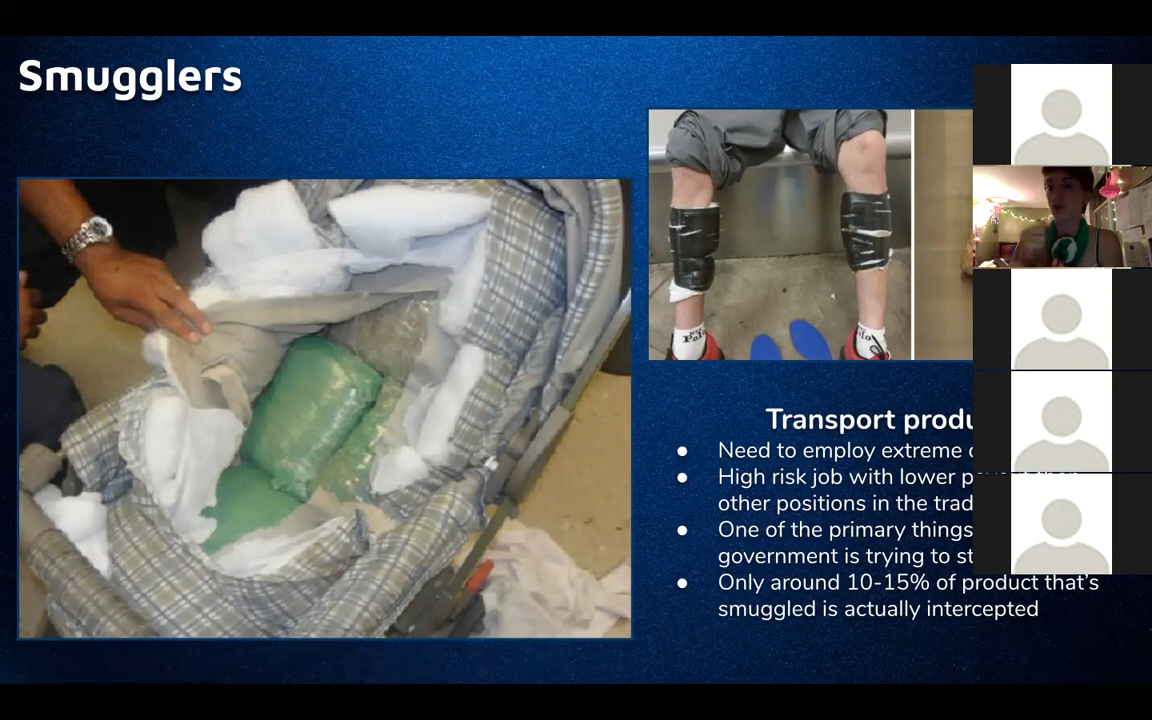 Smugglers
Polo
Polo
Transport produ
Need to employ extreme
High risk job with lower
other positions in the trad
One of the primary things
government is trying to st
Only around 10-15% of product that's
smuggled is actually intercepted